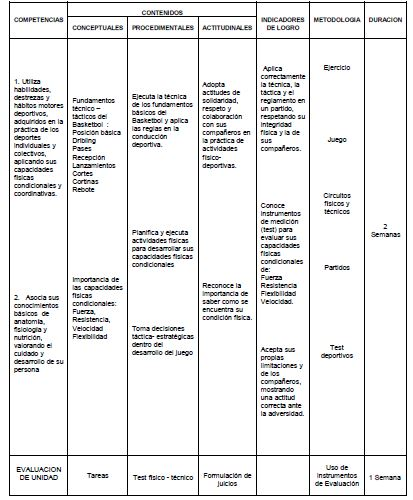 CONTENIDOS
COMPETENCIAS
CONCEPTUALES
PROCEDIMENTALES
ACTITUDINALES
INDICADORES
DE LOGRO
METODOLOGIA
DURACION
1. Utiliza
habilidades,
destrezas y
hábitos motores
deportivos,
adquiridos en la
práctica de los
deportes
individuales y
colectivos,
aplicando sus
capacidades
físicas
condicionales y
coordinativas.
2. Asocia sus
conocimientos
básicos de
anatomía,
fisiología y
nutrición,
valorando el
cuidado y
desarrollo de su
persona
Fundamentos
técnico –
tácticos del
Basketbol :
Posición básica
Dribling
Pases
Recepción
Lanzamientos
Cortes
Cortinas
Rebote
Importancia de
las capacidades
físicas
condicionales:
Fuerza,
Resistencia,
Velocidad
Flexibilidad
Ejecuta la técnica
de los fundamentos
básicos del
Basketbol y aplica
las reglas en la
conducción
deportiva.
Planifica y ejecuta
actividades físicas
para desarrollar sus
capacidades físicas
condicionales
Toma decisiones
táctica- estratégicas
dentro del
desarrollo del juego
Adopta
actitudes de
solidaridad,
respeto y
colaboración
con sus
compañeros en
la práctica de
actividades
físico-
deportivas.
Reconoce la
importancia de
saber como se
encuentra su
condición física.
Aplica
correctamente
la técnica, la
táctica y el
reglamento en
un partido,
respetando su
integridad
física y la de
sus
compañeros.
Conoce
instrumentos
de medición
(test) para
evaluar sus
capacidades
físicas
condicionales
de:
Fuerza
Resistencia
Flexibilidad
Velocidad.
Acepta sus
propias
limitaciones y
de los
compañeros,
mostrando
una actitud
correcta ante
la adversidad.
Ejercicio
Juego
Circuitos
físicos y
técnicos
Partidos
Test
deportivos
2
Semanas
EVALUACION
DE UNIDAD
Tareas
Test físico - técnico
Formulación de
juicios
Uso de
instrumentos
de Evaluación
1 Semana